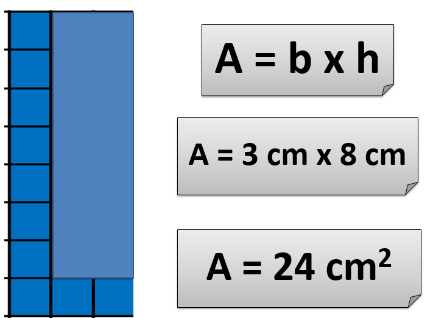 A = b x h
A = 3 cm x 8 cm
A = 24 cm²